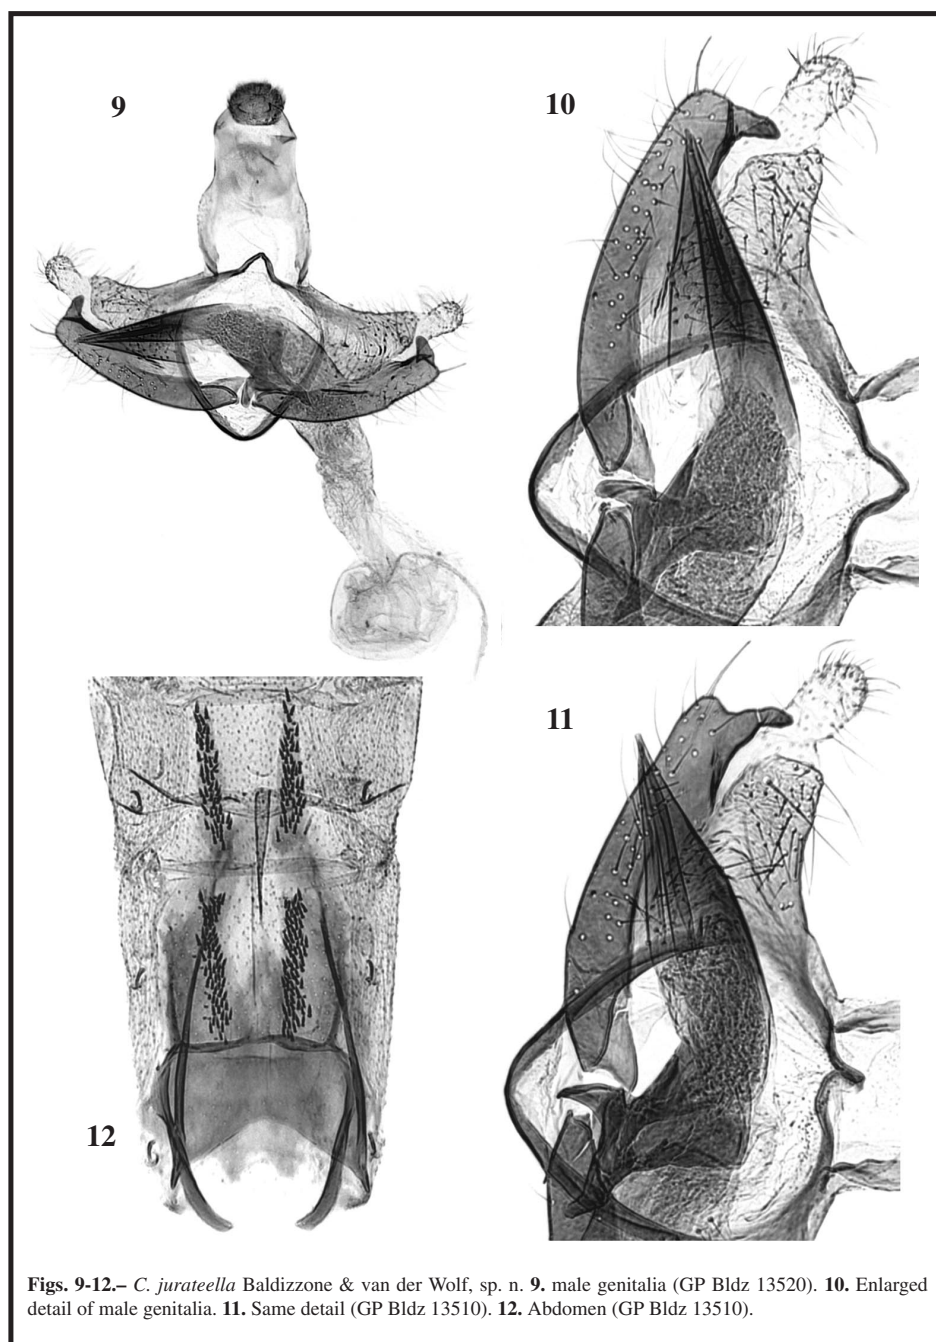 9
10
11
12
Figs. 9-12.– C. jurateella Baldizzone & van der Wolf, sp. n. 9. male genitalia (GP Bldz 13520). 10. Enlarged
detail of male genitalia. 11. Same detail (GP Bldz 13510). 12. Abdomen (GP Bldz 13510).